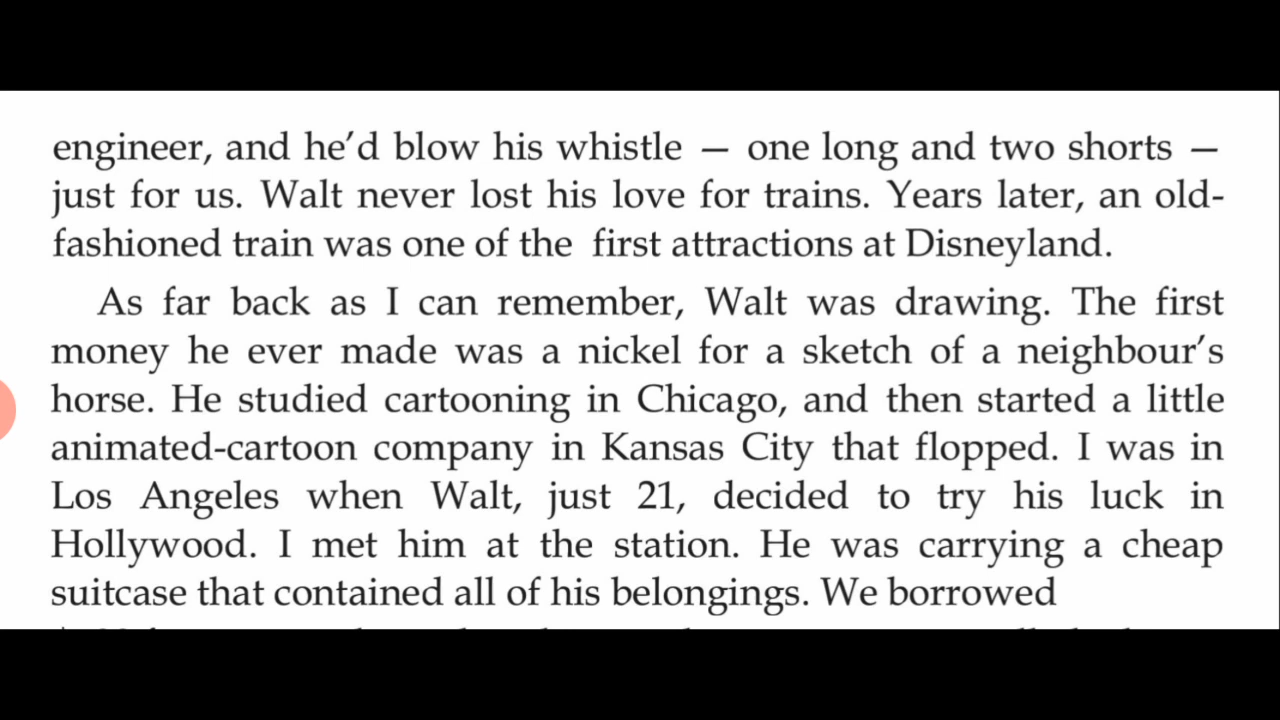 engineer, and he’d blow his whistle — one long and two shorts —
just for us. Walt never lost his love for trains. Years later, an old-
fashioned train was one of the first attractions at Disneyland.
As far back as I can remember, Walt was drawing. The first
money he ever made was a nickel for a sketch of a neighbour’s
horse. He studied cartooning in Chicago, and then started a little
animated-cartoon company in Kansas City that flopped. I was in
Los Angeles when Walt, just 21, decided to try his luck in
Hollywood. I met him at the station. He was carrying a cheap
suitcase that contained all of his belongings. We borrowed